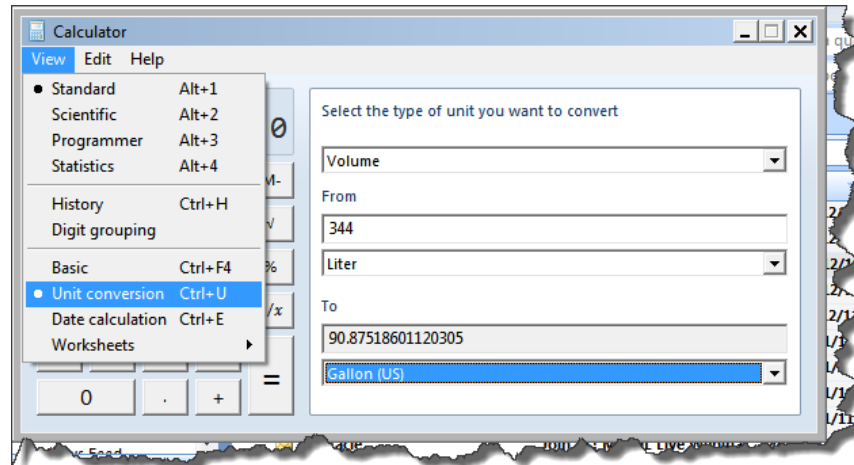 Calculator
View Edit Help
Standard Alt+1
Scientific Alt+2
Programmer Alt+3
Statistics Alt+4
History Ctrl+H
Digit grouping
Basic Ctrl+F4
Unit conversion Ctrl+U
Date calculation Ctrl+E
Worksheets
0
M-
√
%
/x
=
0 . +
Select the type of unit you want to convert
Volume
From
344
Liter
To
90.87518601120305
Gallon (US)